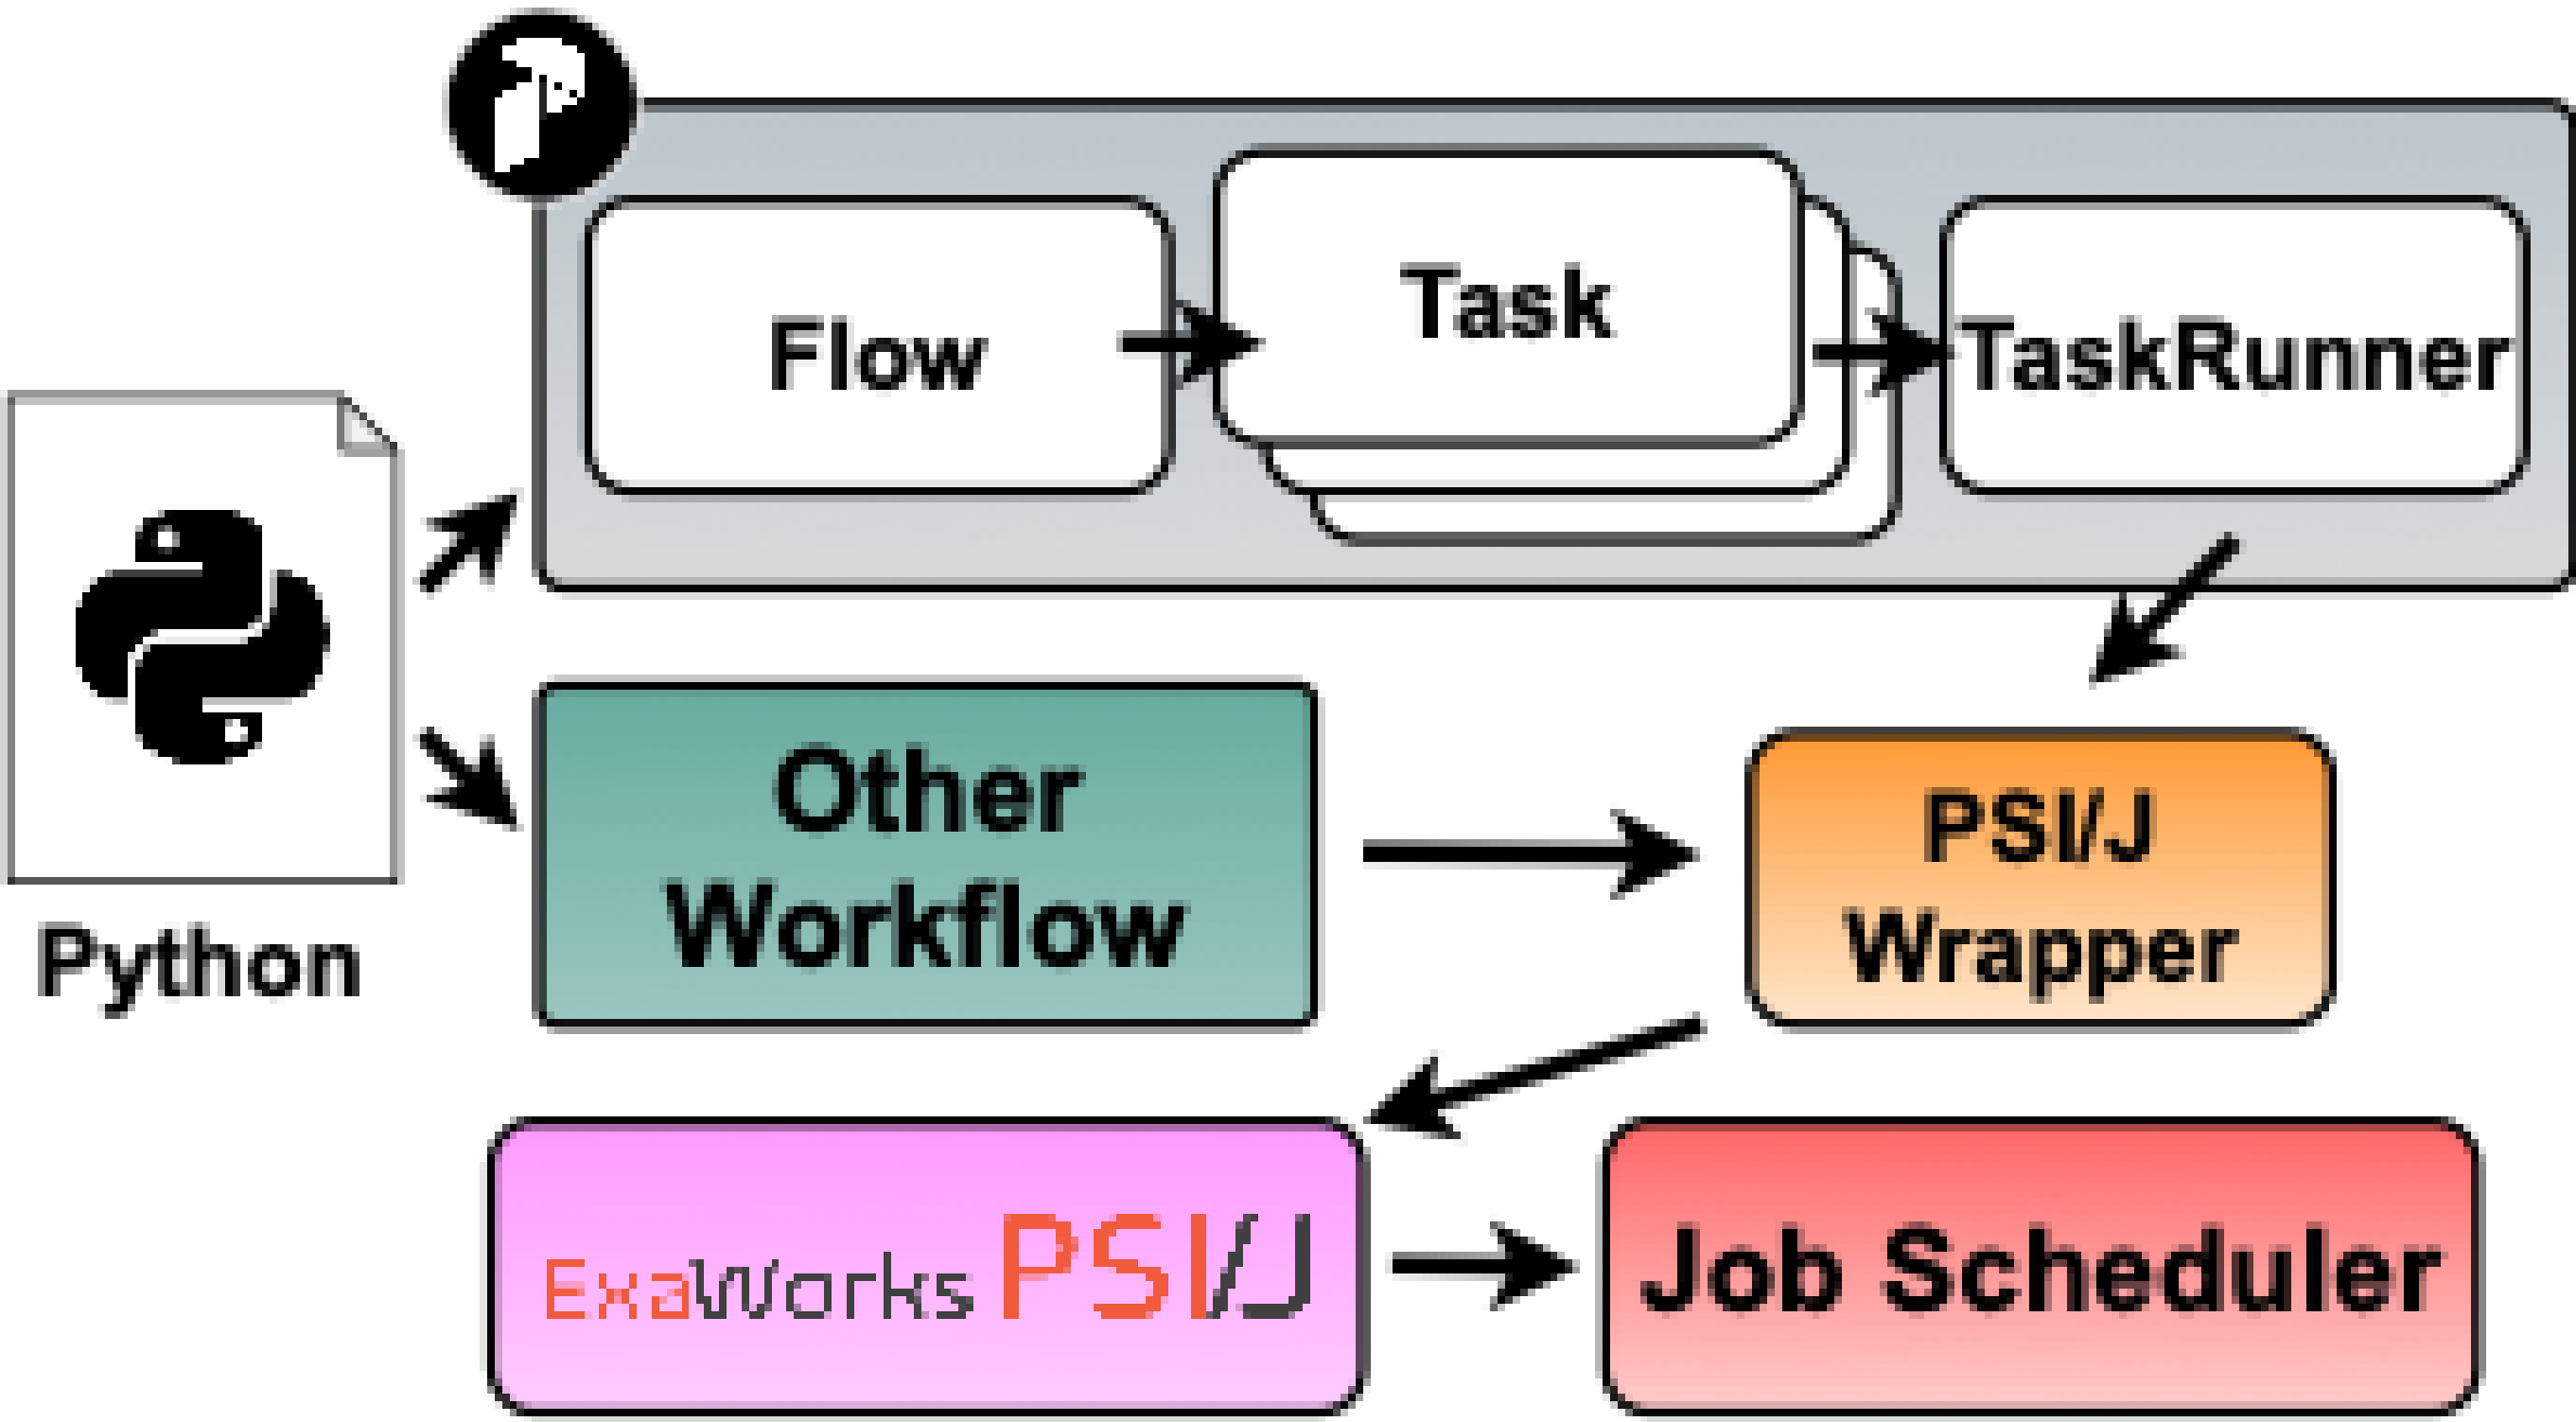 Flow
Task
TaskRunner
Python
Other
Workflow
PSI/J
Wrapper
ExaWorks PSI/J
Job Scheduler